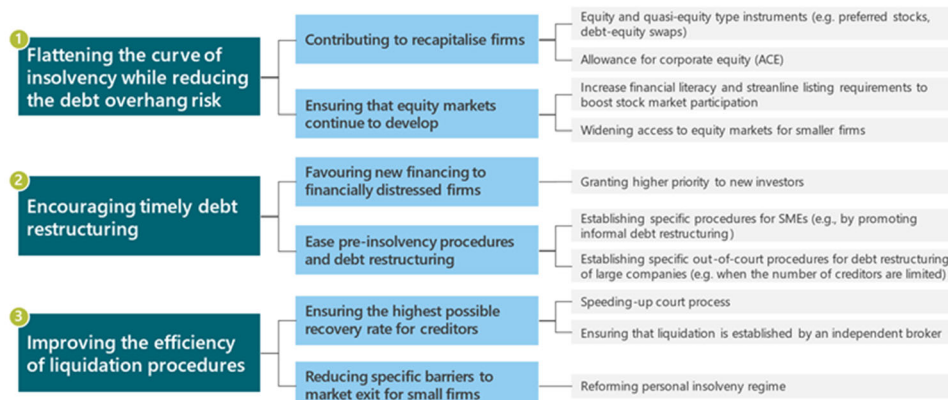 1
Flattening the curve of
insolvency while reducing
the debt overhang risk
Contributing to recapitalise firms
Equity and quasi-equity type instruments (e.g. preferred stocks,
debt-equity swaps)
Allowance for corporate equity (ACE)
Ensuring that equity markets
continue to develop
Increase financial literacy and streanline listing requirements to
boost stock market participation
Widening access to equity markets for smaller firms
2
Encouraging timely debt
restructuring
Favouring new financing to
financially distressed firms
Granting higher priority to new investors
Ease pre-insolvency procedures
and debt restructuring
Establishing specific procedures for SMEs (e.g., by promoting
informal debt restructuring)
Establishing specific out-of-court procedures for debt restructuring
of large companies (e.g. when the number of creditors are limited)
3
Improving the efficiency
of liquidation procedures
Ensuring the highest possible
recovery rate for creditors
Speeding-up court process
Ensuring that liquidation is established by an independent broker
Reducing specific barriers to
market exit for small firms
Reforming personal insolveny regime